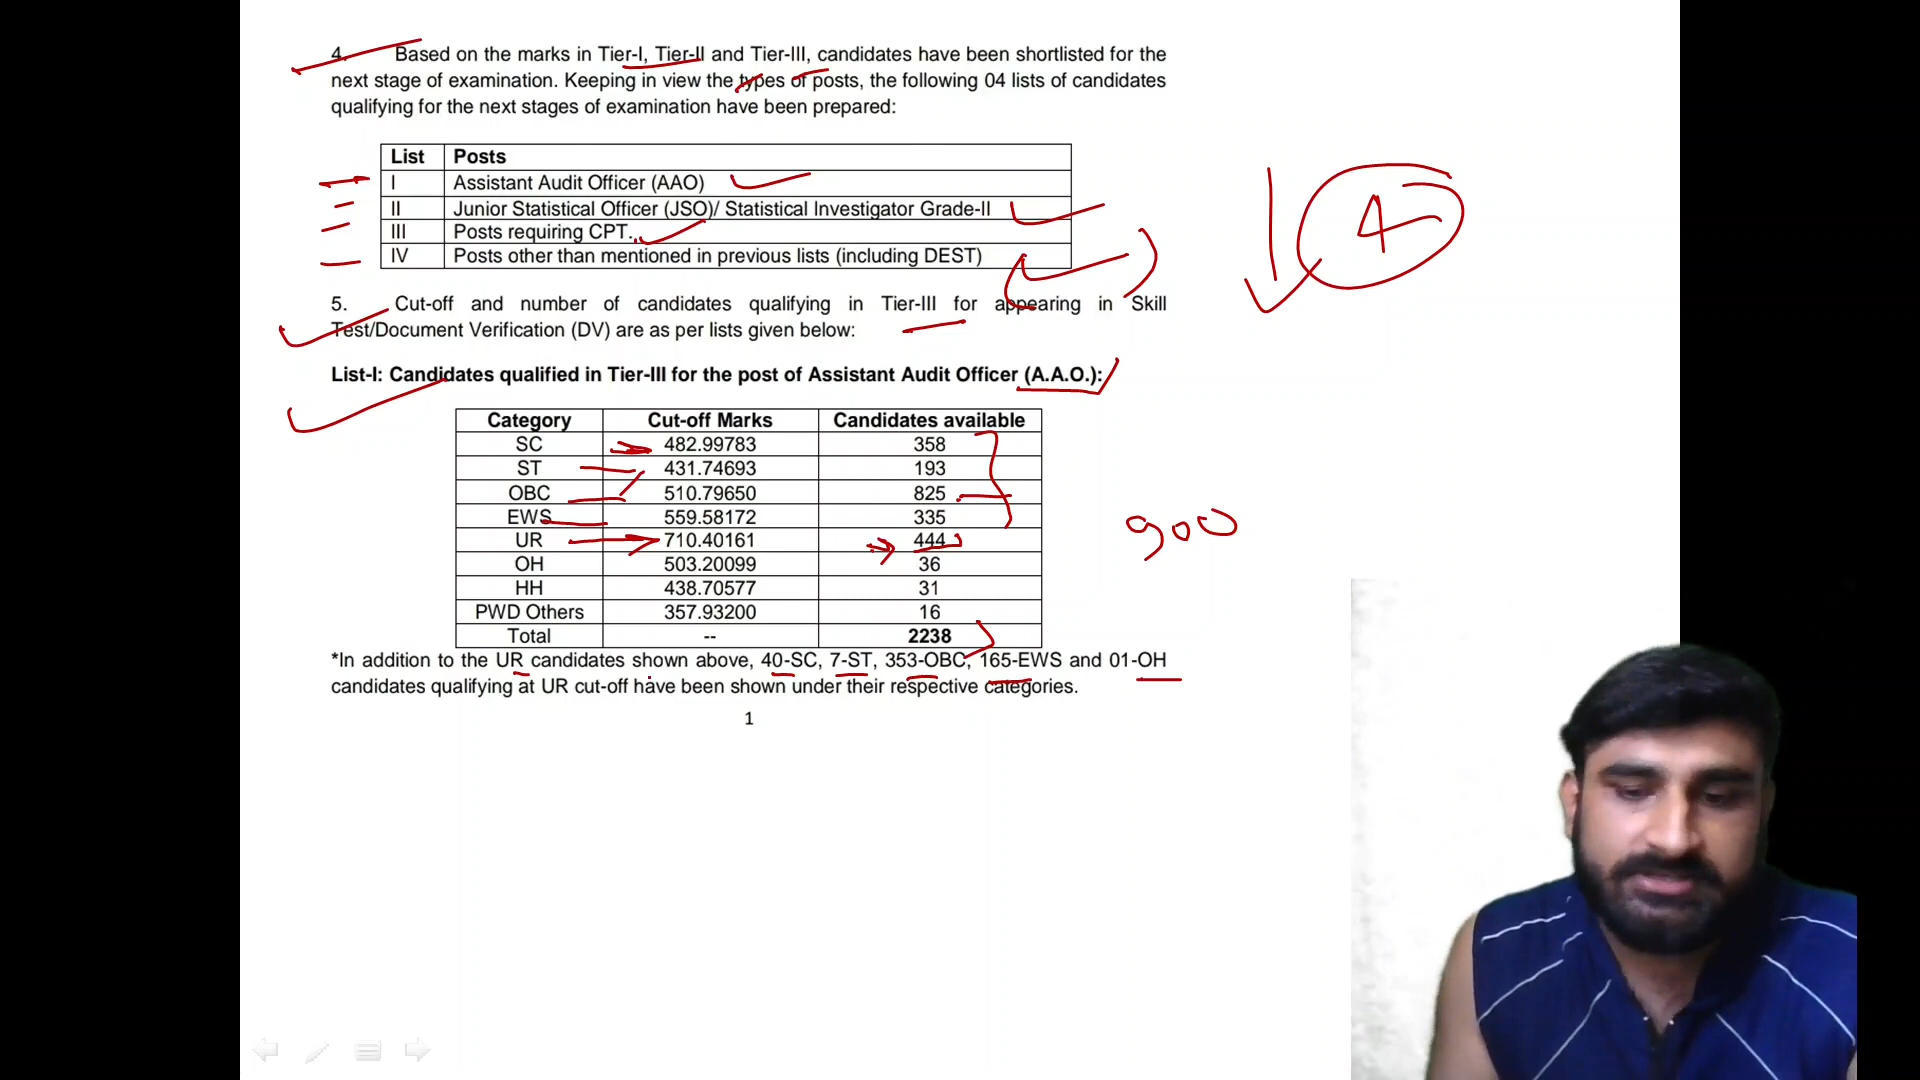 4. Based on the marks in Tier-I, Tier-II and Tier-III, candidates have been shortlisted for the
next stage of examination. Keeping in view the types of posts, the following 04 lists of candidates
qualifying for the next stages of examination have been prepared:
List Posts
I Assistant Audit Officer (AAO)
II Junior Statistical Officer (JSO)/ Statistical Investigator Grade-II
III Posts requiring CPT.
IV Posts other than mentioned in previous lists (including DEST)
4
5. Cut-off and number of candidates qualifying in Tier-III for appearing in Skill
Test/Document Verification (DV) are as per lists given below:
List-I: Candidates qualified in Tier-III for the post of Assistant Audit Officer (A.A.O.):
Category Cut-off Marks Candidates available
SC 482.99783 358
ST 431.74693 193
OBC 510.79650 825
EWS 559.58172 335
UR 710.40161 444
OH 503.20099 36
HH 438.70577 31
PWD Others 357.93200 16
Total -- 2238
900
*In addition to the UR candidates shown above, 40-SC, 7-ST, 353-OBC, 165-EWS and 01-OH
candidates qualifying at UR cut-off have been shown under their respective categories.
1